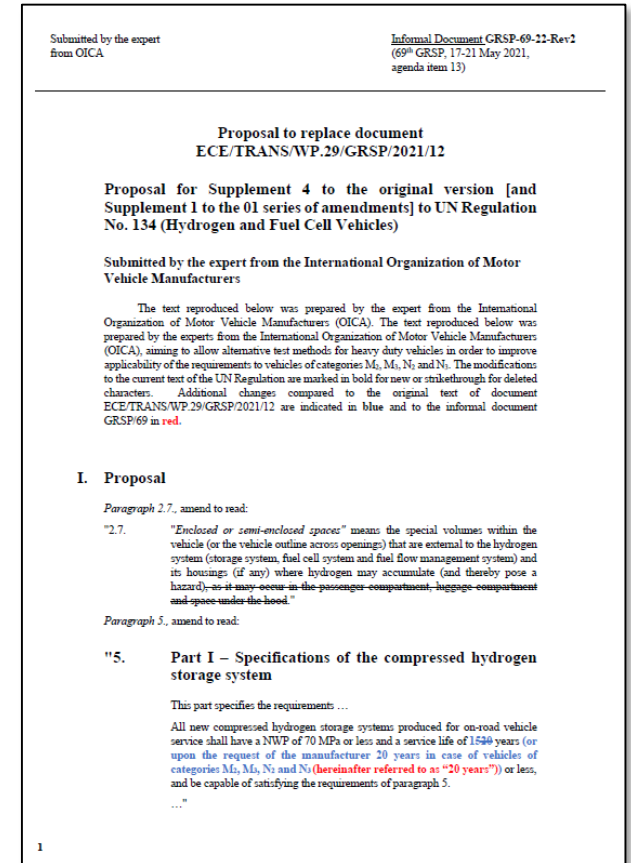 Submitted by the expert
from OICA
Informal Document GRSP-69-22-Rev2
(69th GRSP, 17-21 May 2021,
agenda item 13)
Proposal to replace document
ECE/TRANS/WP.29/GRSP/2021/12
Proposal for Supplement 4 to the original version [and
Supplement 1 to the 01 series of amendments] to UN Regulation
No. 134 (Hydrogen and Fuel Cell Vehicles)
Submitted by the expert from the International Organization of Motor
Vehicle Manufacturers
The text reproduced below was prepared by the expert from the International
Organization of Motor Vehicle Manufacturers (OICA). The text reproduced below was
prepared by the experts from the International Organization of Motor Vehicle Manufacturers
(OICA), aiming to allow alternative test methods for heavy duty vehicles in order to improve
applicability of the requirements to vehicles of categories M2, M3, N2 and N3. The modifications
to the current text of the UN Regulation are marked in bold for new or strikethrough for deleted
characters. Additional changes compared to the original text of document
ECE/TRANS/WP.29/GRSP/2021/12 are indicated in blue and to the informal document
GRSP/69 in red.
I. Proposal
Paragraph 2.7., amend to read:
"2.7. "Enclosed or semi-enclosed spaces" means the special volumes within the
vehicle (or the vehicle outline across openings) that are external to the hydrogen
system (storage system, fuel cell system and fuel flow management system) and
its housings (if any) where hydrogen may accumulate (and thereby pose a
hazard), as it may occur in the passenger compartment, luggage compartment
and space under the hood."
Paragraph 5., amend to read:
"5. Part I – Specifications of the compressed hydrogen
storage system
This part specifies the requirements …
All new compressed hydrogen storage systems produced for on-road vehicle
service shall have a NWP of 70 MPa or less and a service life of 1520 years (or
upon the request of the manufacturer 20 years in case of vehicles of
categories M2, M3, N2 and N3 (hereinafter referred to as “20 years”)) or less,
and be capable of satisfying the requirements of paragraph 5.
…"
1